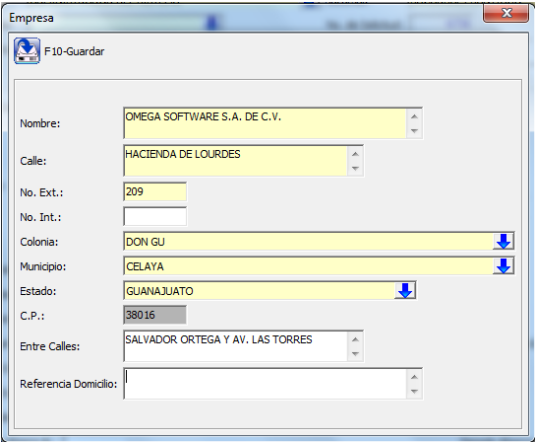 Empresa
F10-Guardar
Nombre: OMEGA SOFTWARE S.A. DE C.V.
Calle: HACIENDA DE LOURDES
No. Ext.: 209
No. Int.:
Colonia: DON GU
Municipio: CELAYA
Estado: GUANAJUATO
C.P.: 38016
Entre Calles: SALVADOR ORTEGA Y AV. LAS TORRES
Referencia Domicilio: